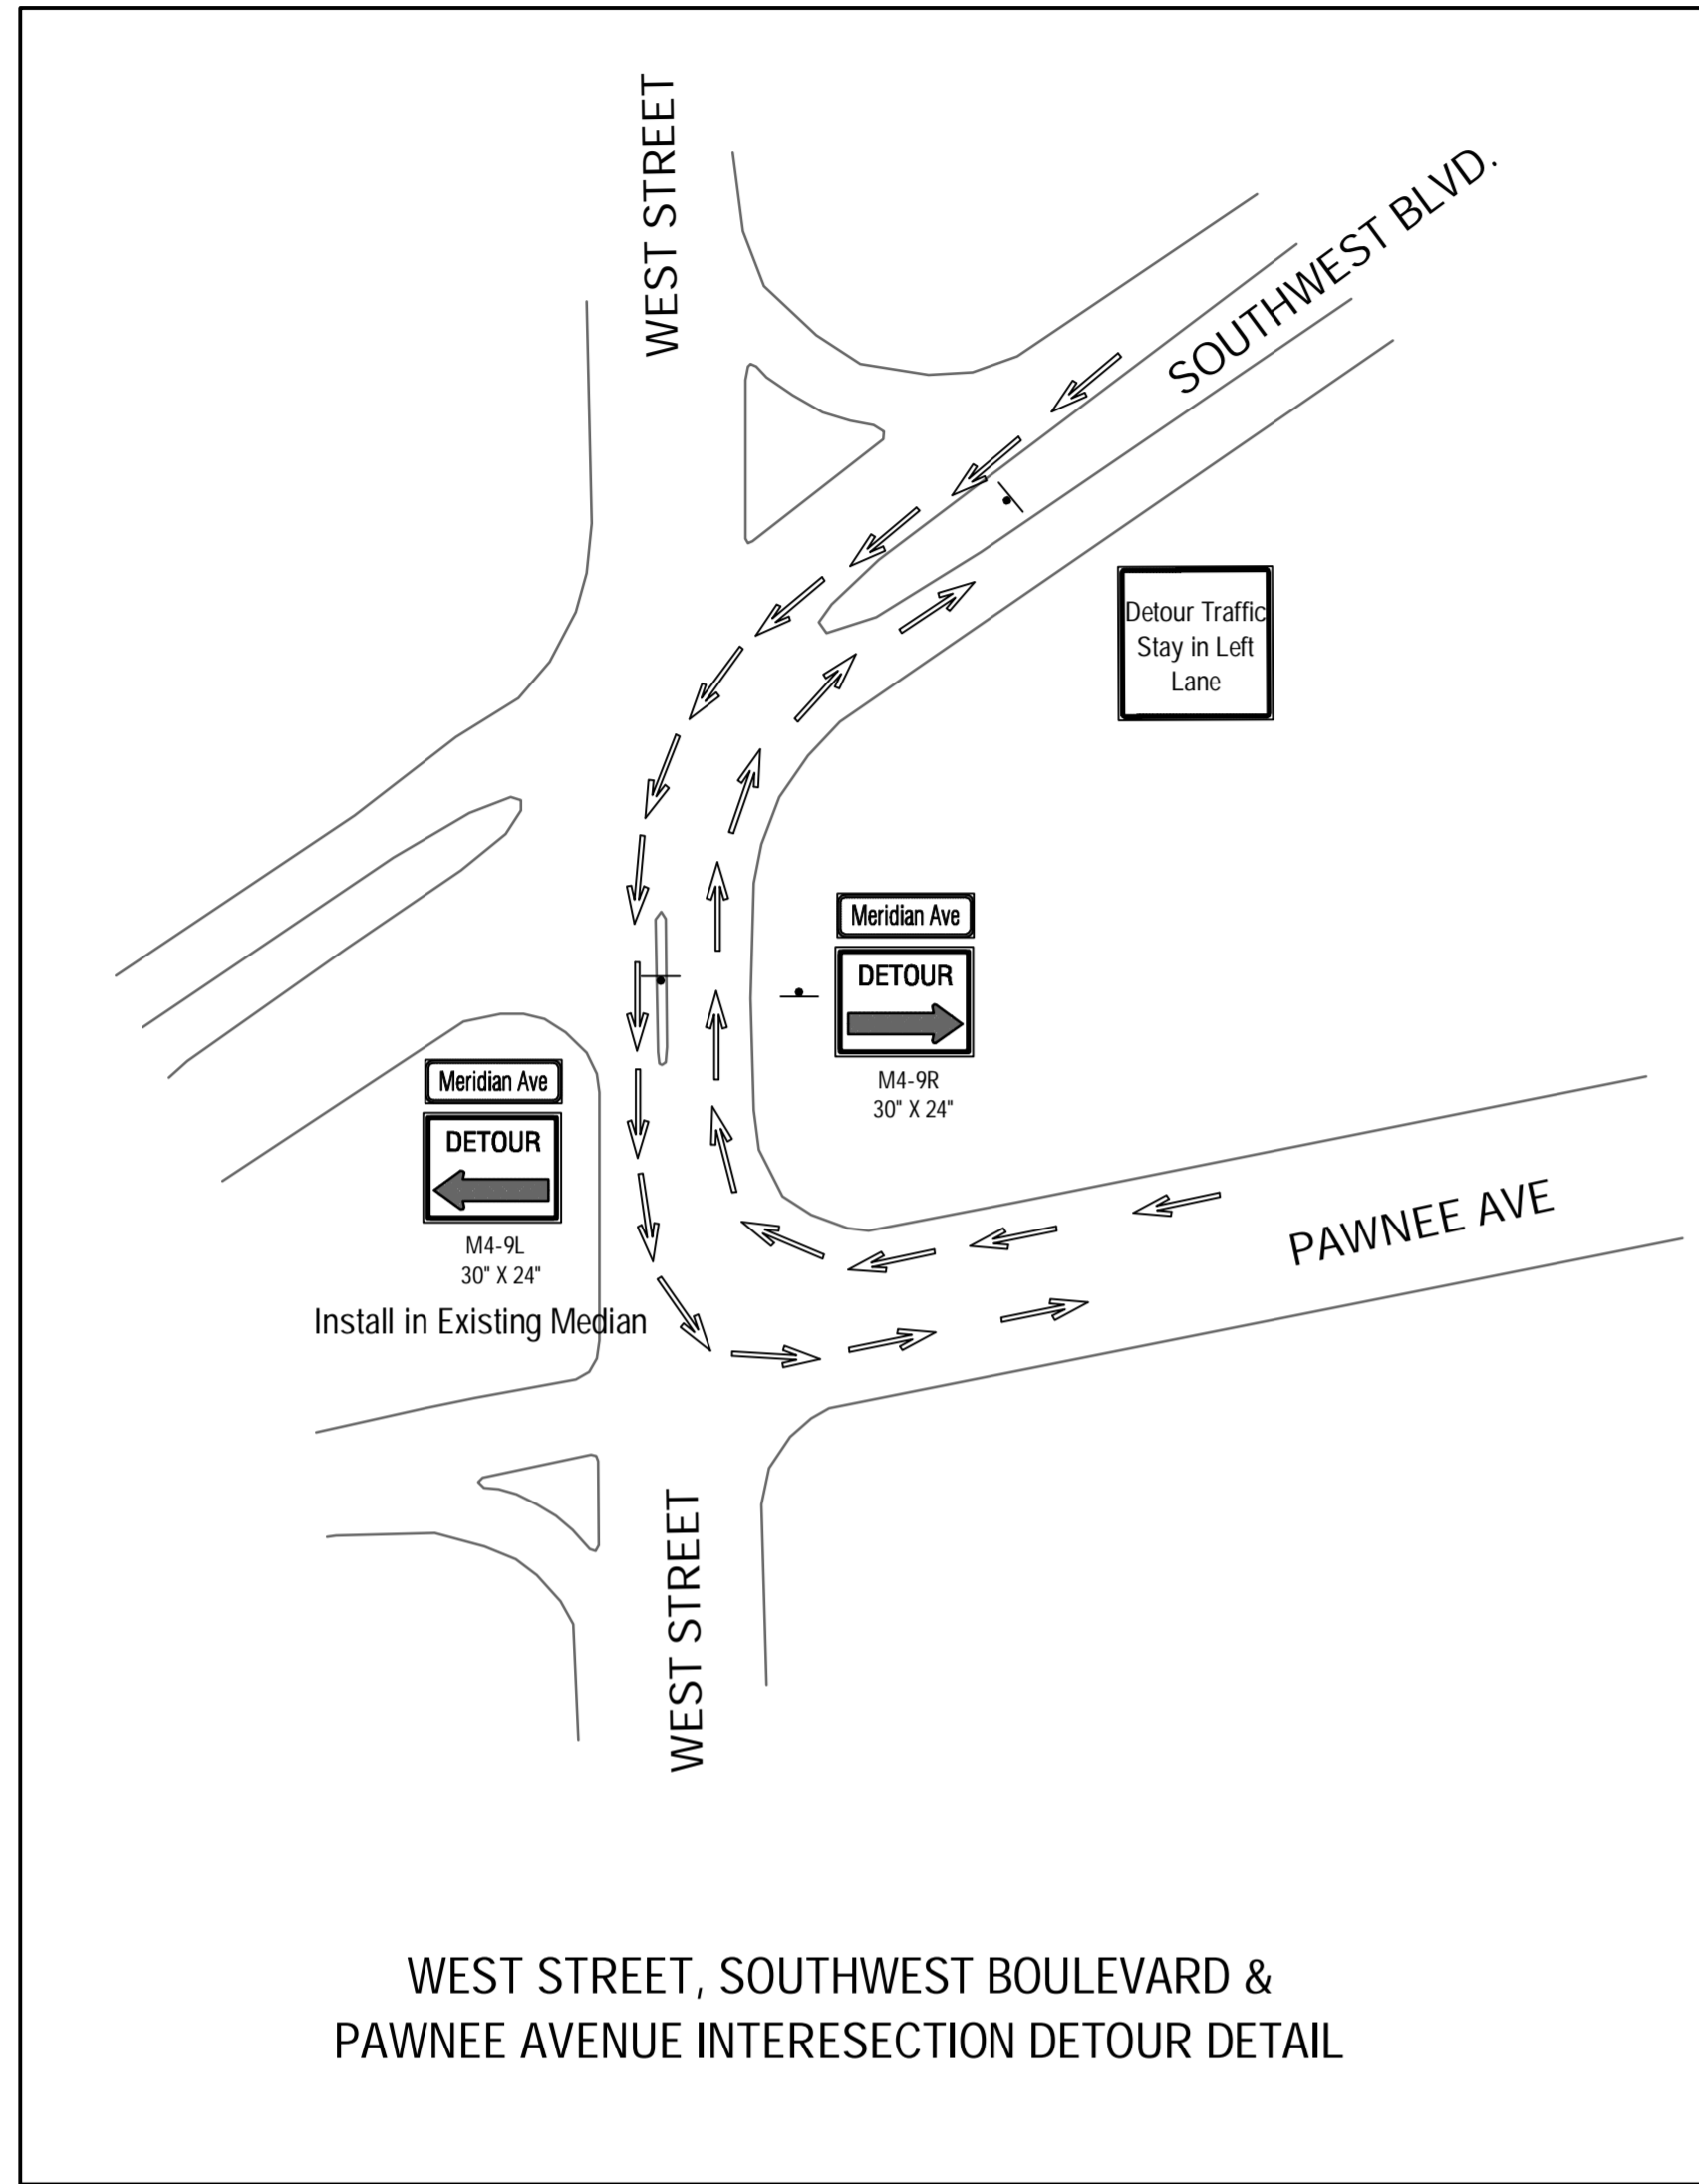 WEST STREET
SOUTHWEST BLVD.
Detour Traffic
Stay in Left
Lane
Meridian Ave
DETOUR
M4-9R
30" X 24"
Meridian Ave
DETOUR
M4-9L
30" X 24"
Install in Existing Median
PAWNEE AVE
WEST STREET
WEST STREET, SOUTHWEST BOULEVARD &
PAWNEE AVENUE INTERESECTION DETOUR DETAIL